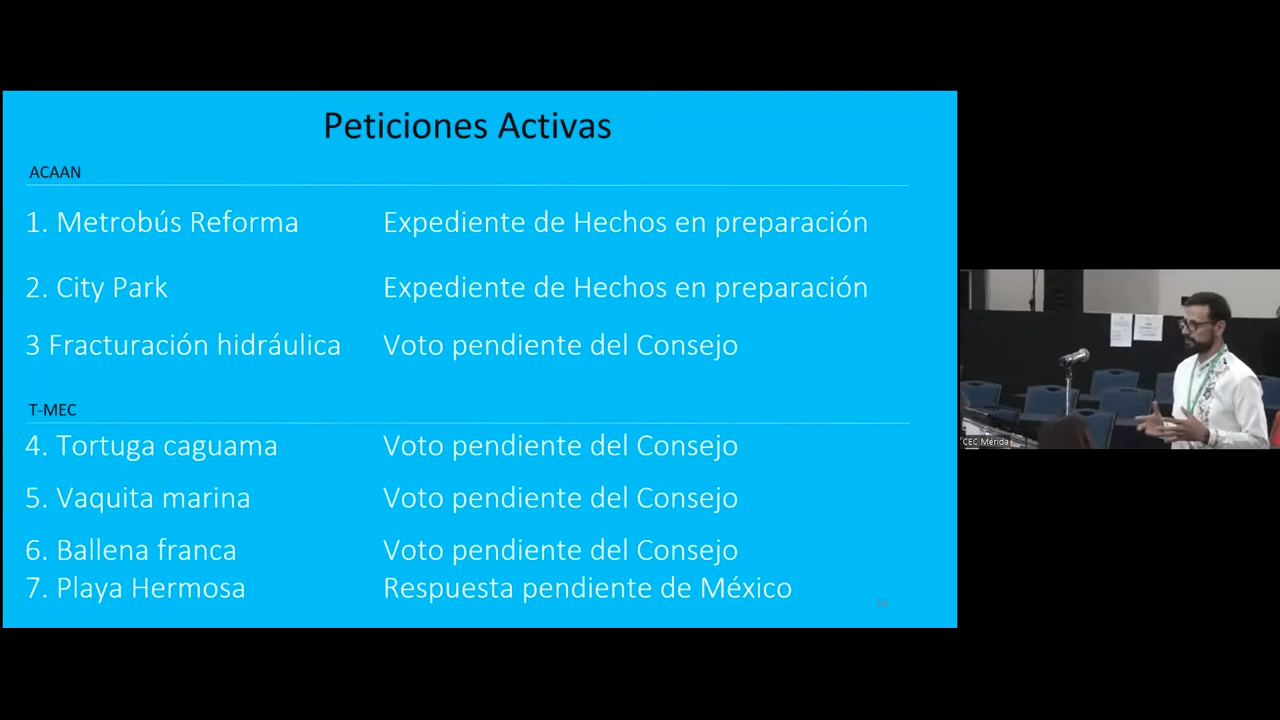 Peticiones Activas
ACAAN
1. Metrobús Reforma Expediente de Hechos en preparación
2. City Park Expediente de Hechos en preparación
3 Fracturación hidráulica Voto pendiente del Consejo
T-MEC
4. Tortuga caguama Voto pendiente del Consejo
5. Vaquita marina Voto pendiente del Consejo
6. Ballena franca Voto pendiente del Consejo
7. Playa Hermosa Respuesta pendiente de México
CEC Mérida